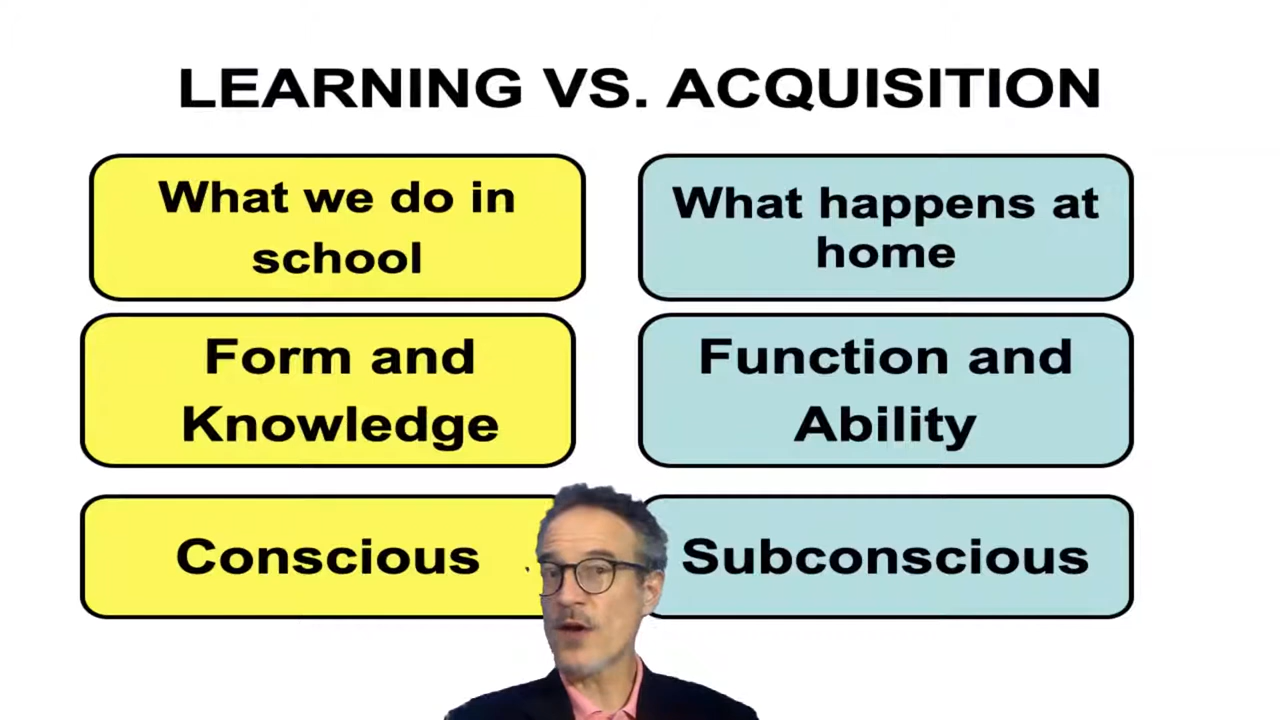 LEARNING VS. ACQUISITION
What we do in
school
What happens at
home
Form and
Knowledge
Function and
Ability
Conscious
Subconscious